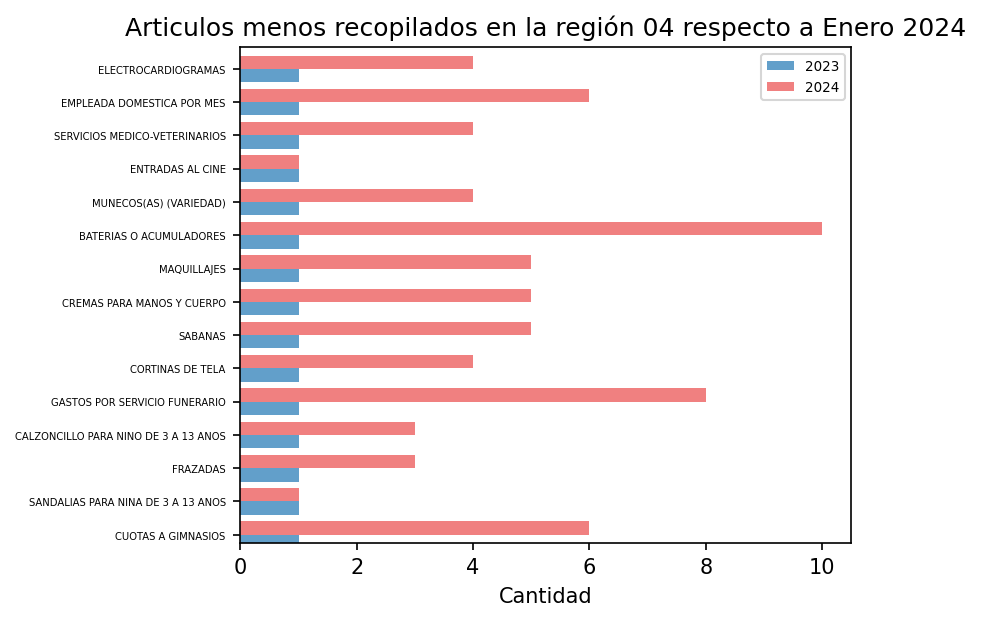 Articulos menos recopilados en la región 04 respecto a Enero 2024
2023
2024
ELECTROCARDIOGRAMAS
EMPLEADA DOMESTICA POR MES
SERVICIOS MEDICO-VETERINARIOS
ENTRADAS AL CINE
MUNECOS(AS) (VARIEDAD)
BATERIAS O ACUMULADORES
MAQUILLAJES
CREMAS PARA MANOS Y CUERPO
SABANAS
CORTINAS DE TELA
GASTOS POR SERVICIO FUNERARIO
CALZONCILLO PARA NINO DE 3 A 13 ANOS
FRAZADAS
SANDALIAS PARA NINA DE 3 A 13 ANOS
CUOTAS A GIMNASIOS
0 2 4 6 8 10
Cantidad